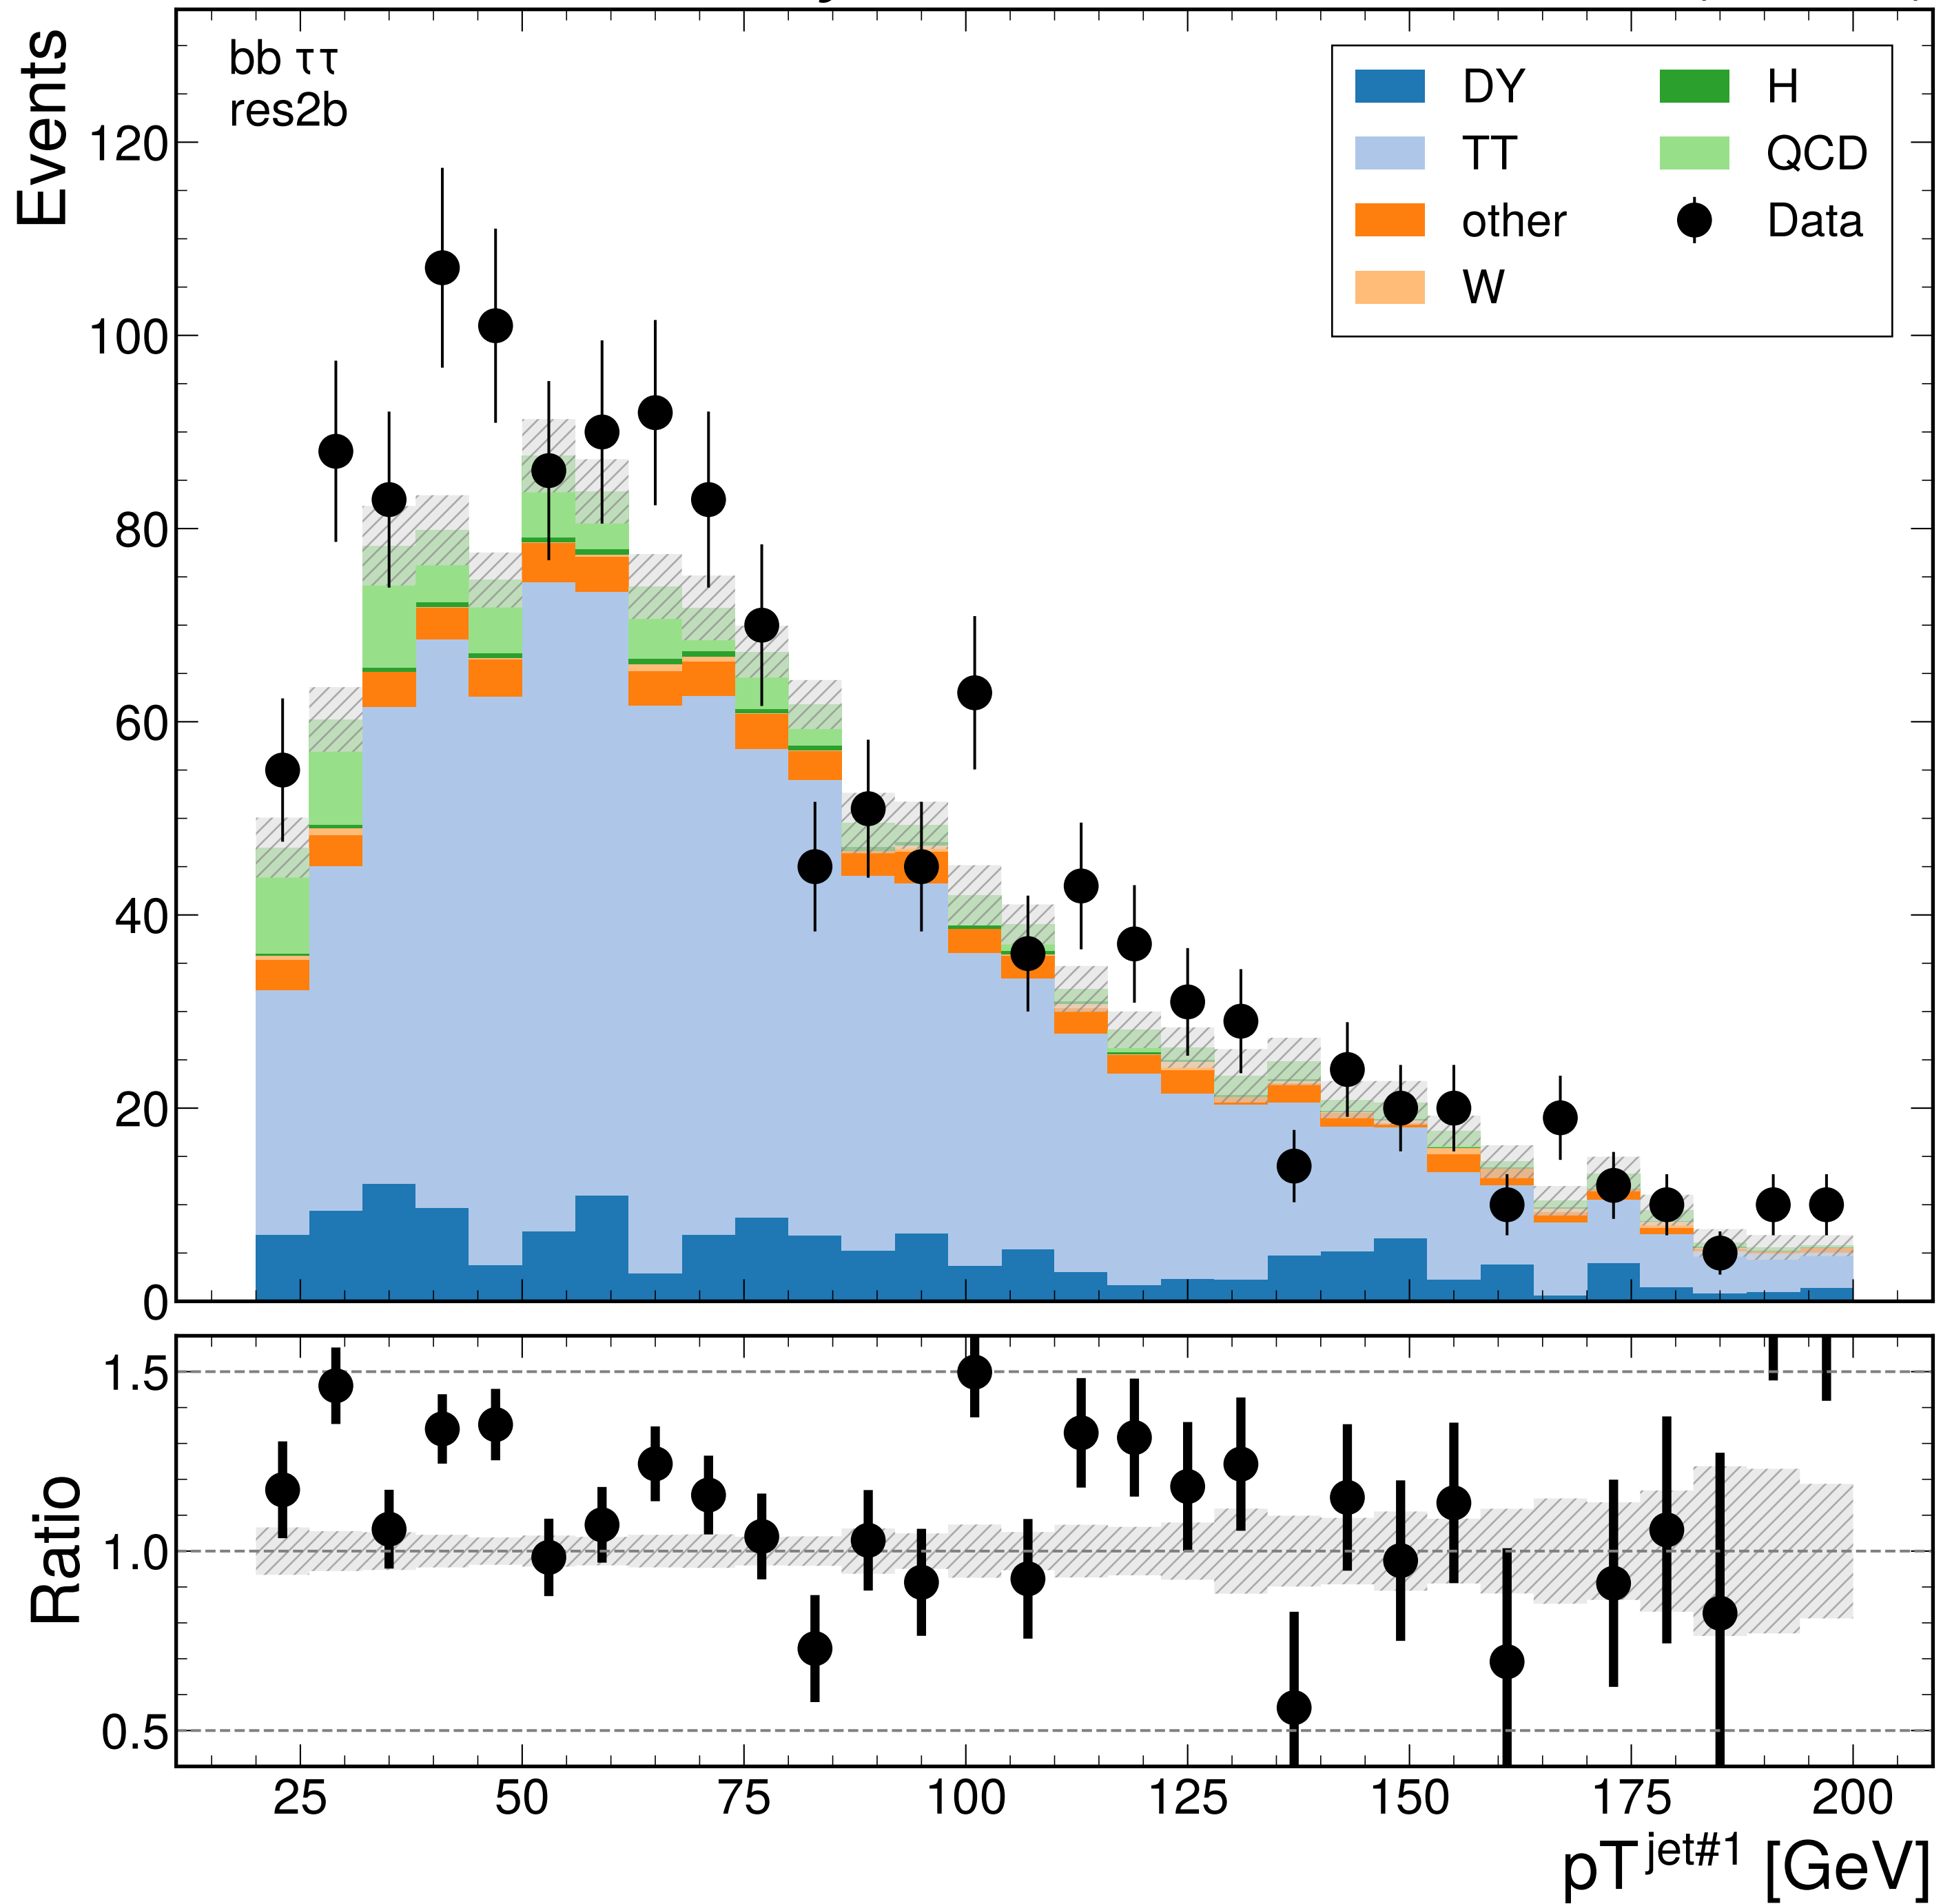 bb ττ
res2b
DY
TT
other
W
H
QCD
Data
Events
120
100
80
60
40
20
0
Ratio
1.5
1.0
0.5
25 50 75 100 125 150 175 200
pT jet#1 [GeV]